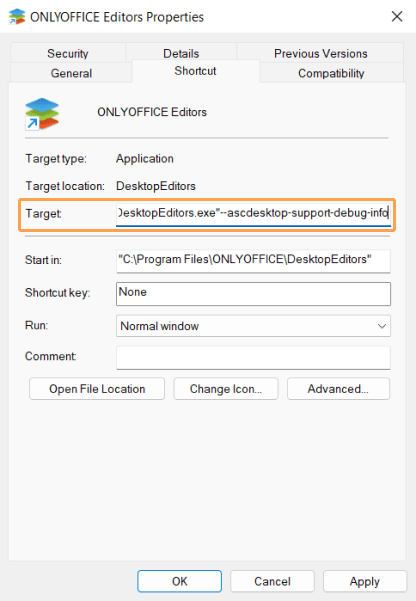 ONLYOFFICE Editors Properties
Security Details Previous Versions
General Shortcut Compatibility
ONLYOFFICE Editors
Target type: Application
Target location: DesktopEditors
Target: DesktopEditors.exe"--ascdesktop-support-debug-info
Start in: "C:\Program Files\ONLYOFFICE\DesktopEditors"
Shortcut key: None
Run: Normal window
Comment:
Open File Location Change Icon... Advanced...
OK Cancel Apply